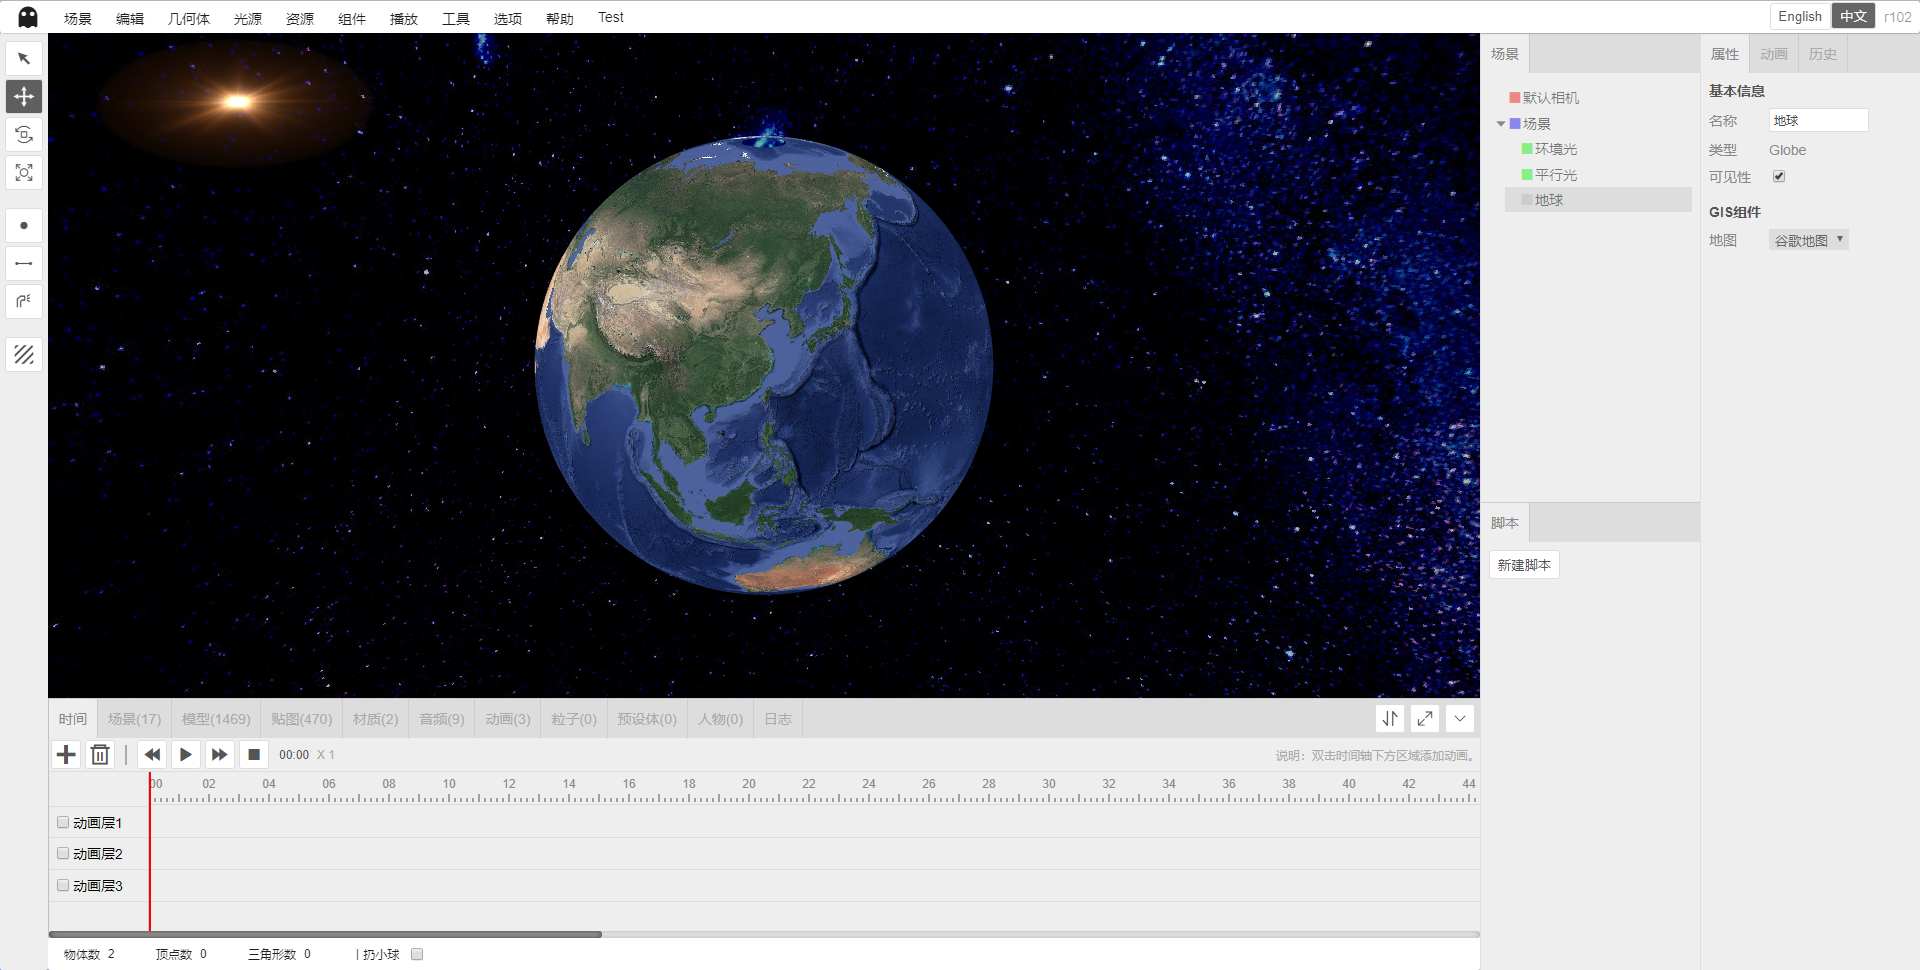 场景 编辑 几何体 光源 资源 组件 播放 工具 选项 帮助 Test English 中文 r102
场景
默认相机
场景
环境光
平行光
地球
脚本
新建脚本
属性 动画 历史
基本信息
名称 地球
类型 Globe
可见性
GIS组件
地图 谷歌地图
时间 场景(17) 模型(1469) 贴图(470) 材质(2) 音频(9) 动画(3) 粒子(0) 预设体(0) 人物(0) 日志
00:00 X 1 说明：双击时间轴下方区域添加动画。
00 02 04 06 08 10 12 14 16 18 20 22 24 26 28 30 32 34 36 38 40 42 44
动画层1
动画层2
动画层3
物体数 2 顶点数 0 三角形数 0 | 扔小球